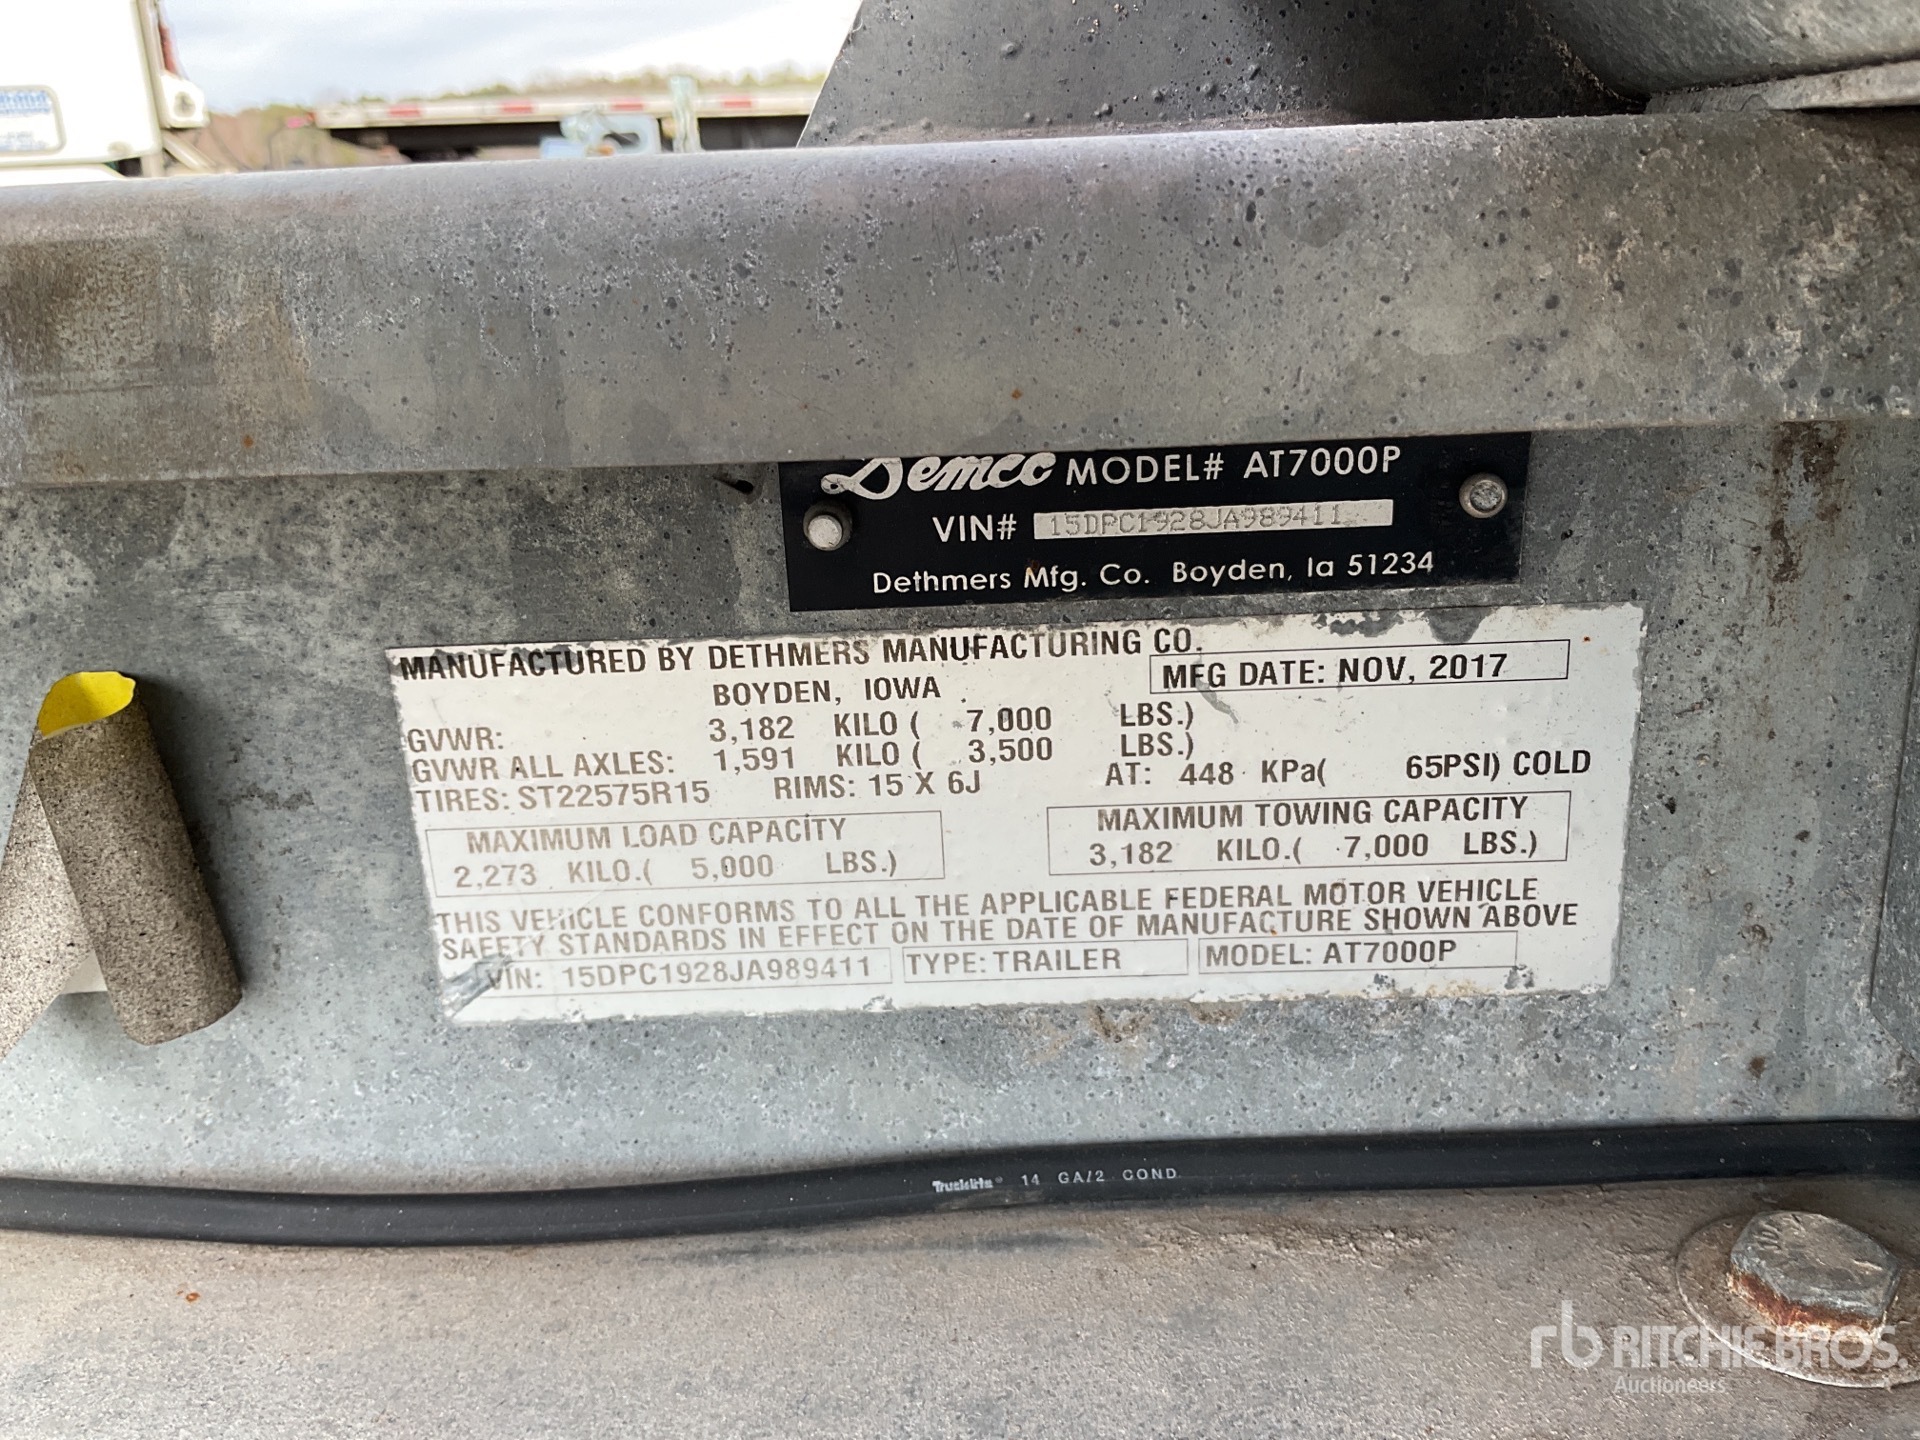 Demco MODEL# AT7000P
VIN# 15DPC1928JA989411
Dethmers Mfg. Co. Boyden, Ia 51234
MANUFACTURED BY DETHMERS MANUFACTURING CO.
BOYDEN, IOWA
MFG DATE: NOV, 2017
GVWR: 3,182 KILO ( 7,000 LBS.)
GVWR ALL AXLES: 1,591 KILO ( 3,500 LBS.)
TIRES: ST22575R15 RIMS: 15 X 6J AT: 448 KPa( 65PSI) COLD
MAXIMUM LOAD CAPACITY
2,273 KILO.( 5,000 LBS.)
MAXIMUM TOWING CAPACITY
3,182 KILO.( 7,000 LBS.)
THIS VEHICLE CONFORMS TO ALL THE APPLICABLE FEDERAL MOTOR VEHICLE
SAFETY STANDARDS IN EFFECT ON THE DATE OF MANUFACTURE SHOWN ABOVE
VIN: 15DPC1928JA989411 TYPE: TRAILER MODEL: AT7000P
Truck-Lite® 14 GA/2 COND
rb RITCHIE BROS.
Auctioneers